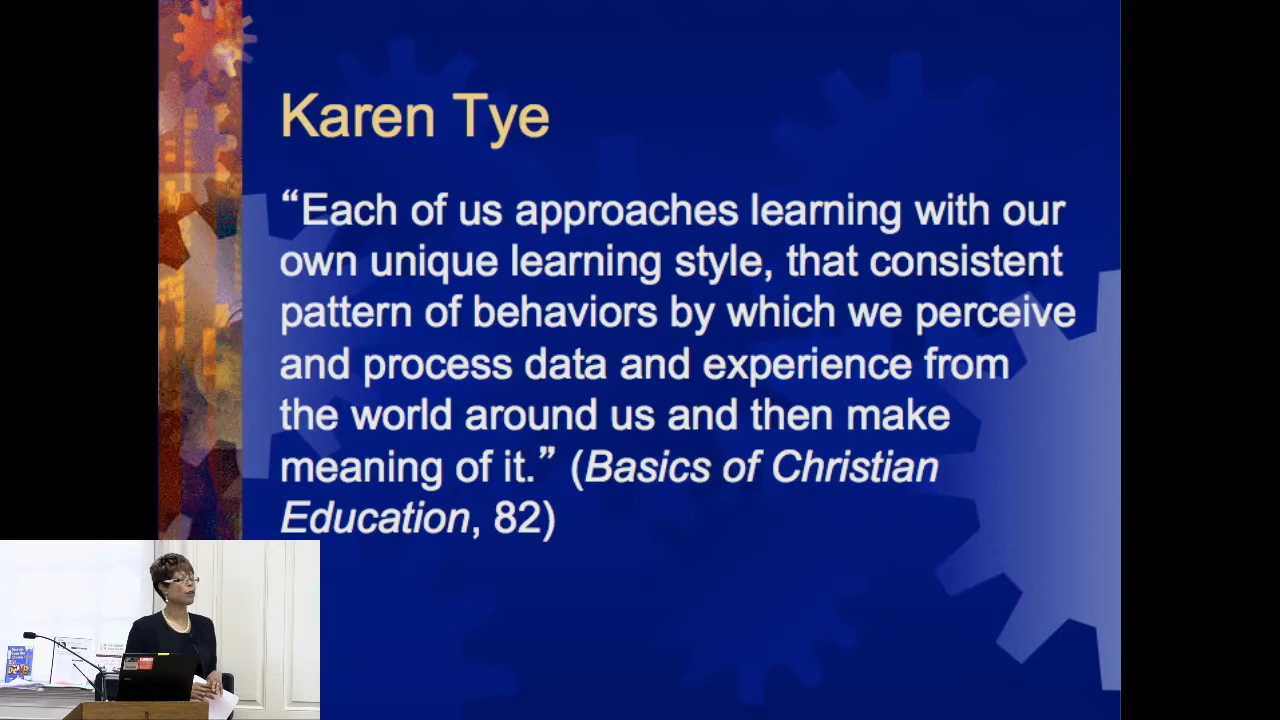 Karen Tye
“Each of us approaches learning with our
own unique learning style, that consistent
pattern of behaviors by which we perceive
and process data and experience from
the world around us and then make
meaning of it.” (Basics of Christian
Education, 82)